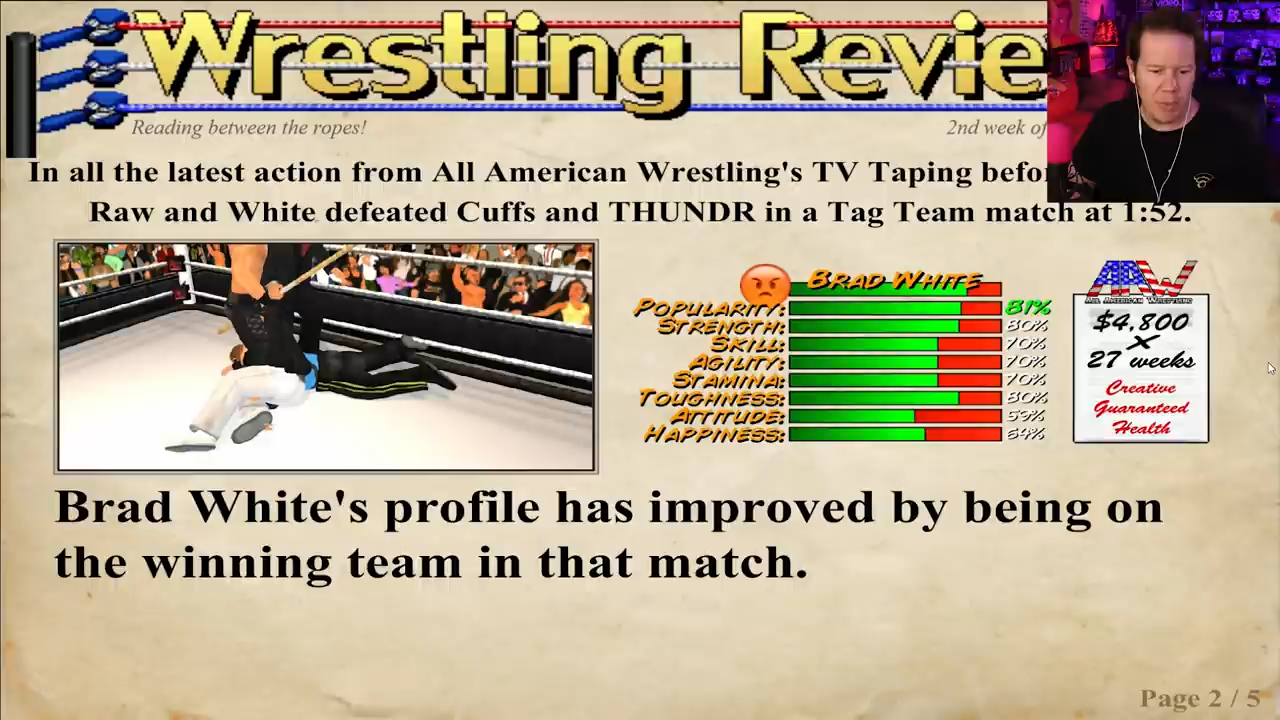 Wrestling Revie
Reading between the ropes!
2nd week of
In all the latest action from All American Wrestling's TV Taping befor
Raw and White defeated Cuffs and THUNDR in a Tag Team match at 1:52.
BRAD WHITE
POPULARITY: 81%
STRENGTH: 80%
SKILL: 70%
AGILITY: 70%
STAMINA: 70%
TOUGHNESS: 80%
ATTITUDE: 59%
HAPPINESS: 64%
AAW
ALL AMERICAN WRESTLING
$4,800
X
27 weeks
Creative
Guaranteed
Health
Brad White's profile has improved by being on
the winning team in that match.
Page 2 / 5